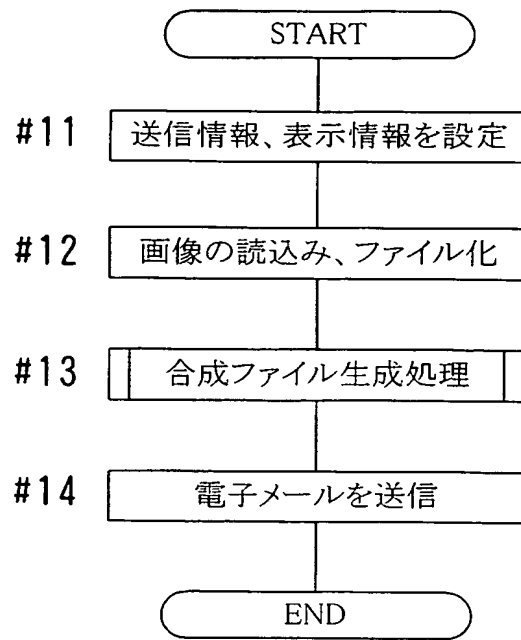 START
#11 送信情報、表示情報を設定
#12 画像の読込み、ファイル化
#13 合成ファイル生成処理
#14 電子メールを送信
END